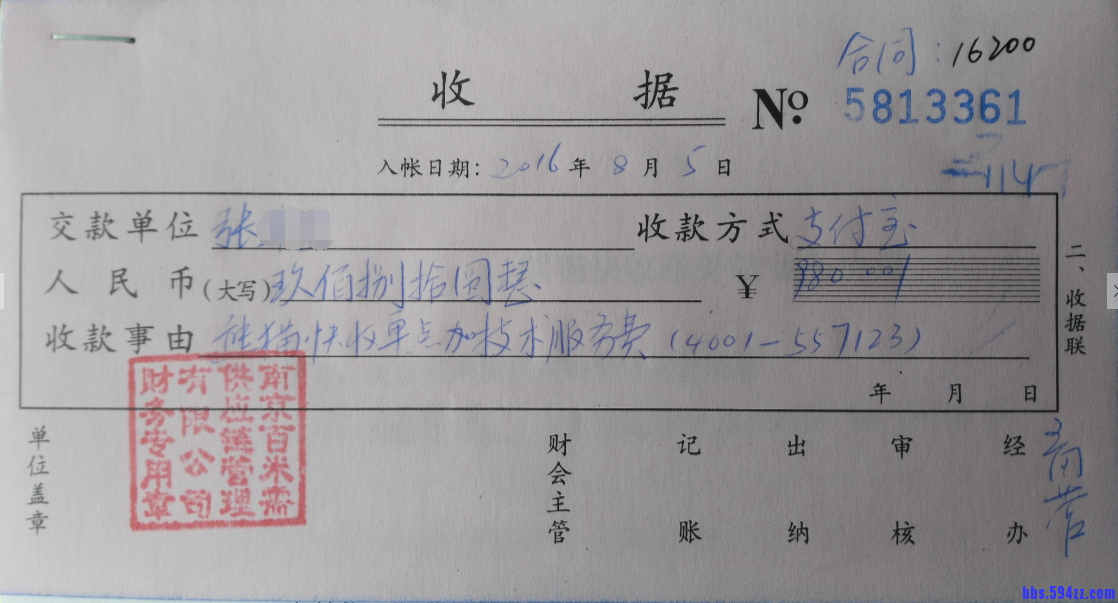 合同：16200
收 据 № 5813361
入帐日期：2016年8月5日
交款单位 张 收款方式 支付宝
人民币(大写)玖佰捌拾圆整 ¥ 980.00
收款事由 熊猫快收单点加技术服务费(4001-557123)
年 月 日
二、收据联
单位盖章
南京百米需
供应链管理
有限公司
财务专用章
财会主管 记账 出纳 审核 经办
bbs.594zz.com